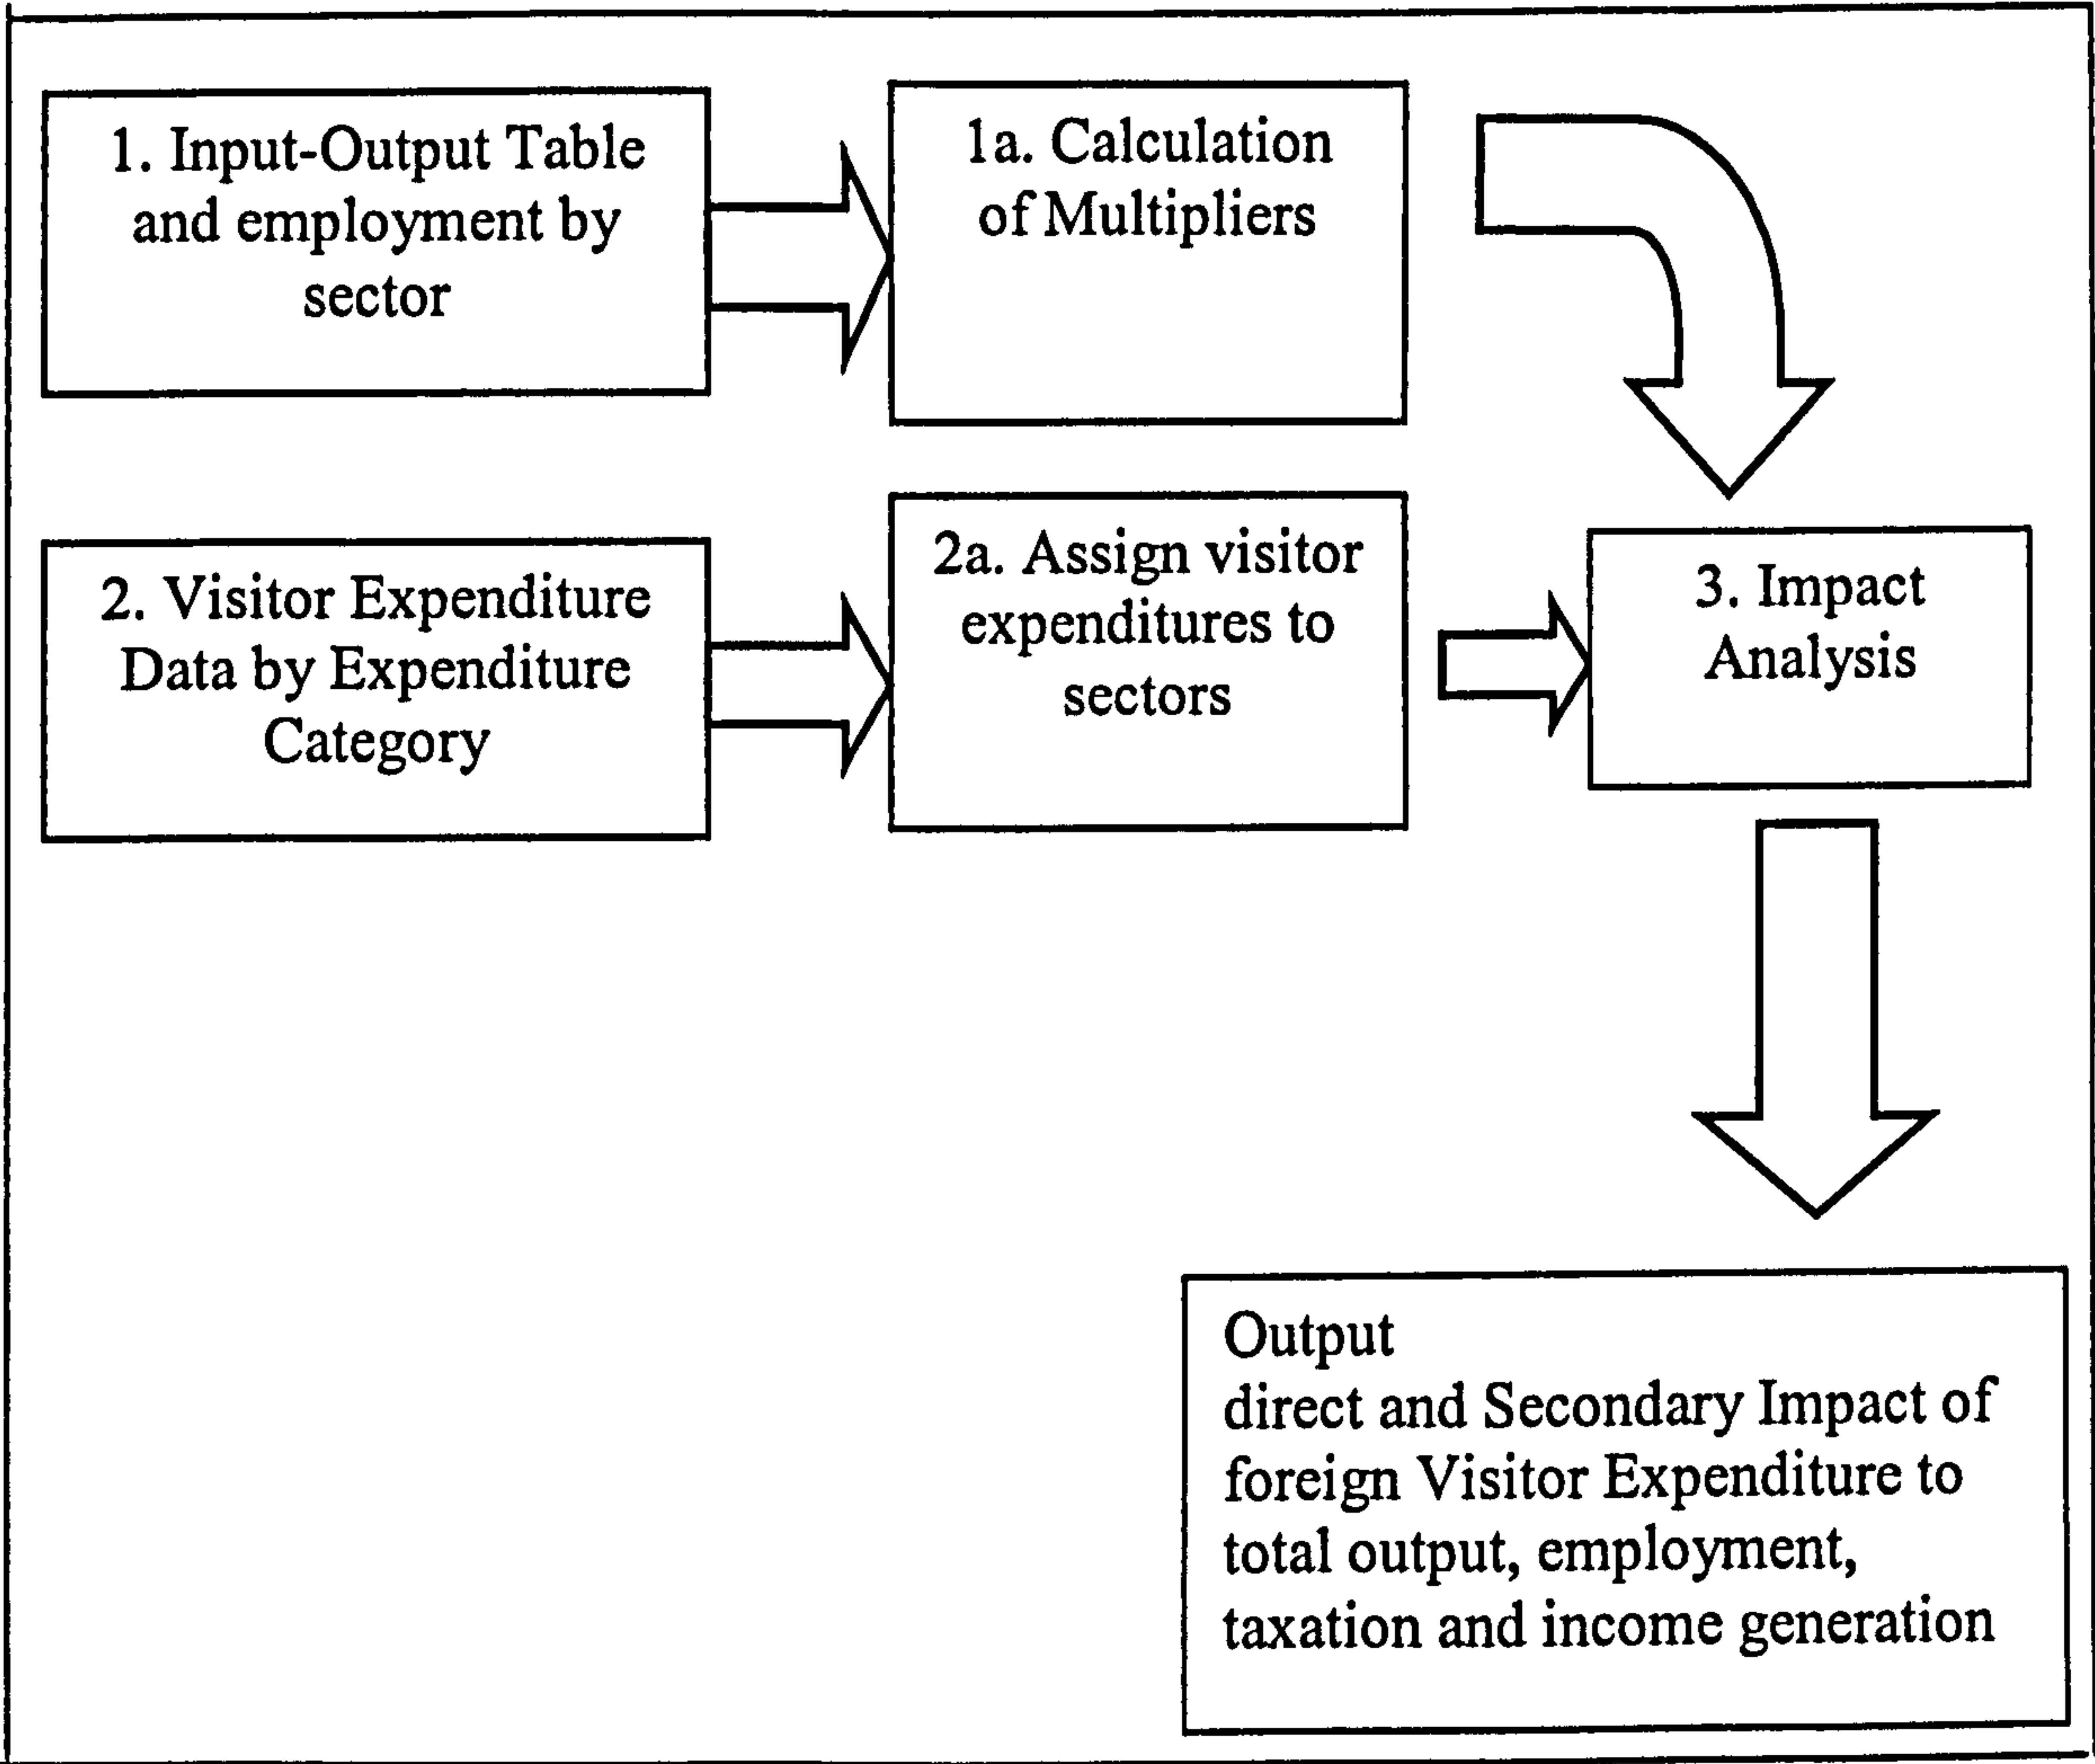 1. Input-Output Table
and employment by
sector
1a. Calculation
of Multipliers
2. Visitor Expenditure
Data by Expenditure
Category
2a. Assign visitor
expenditures to
sectors
3. Impact
Analysis
Output
direct and Secondary Impact of
foreign Visitor Expenditure to
total output, employment,
taxation and income generation